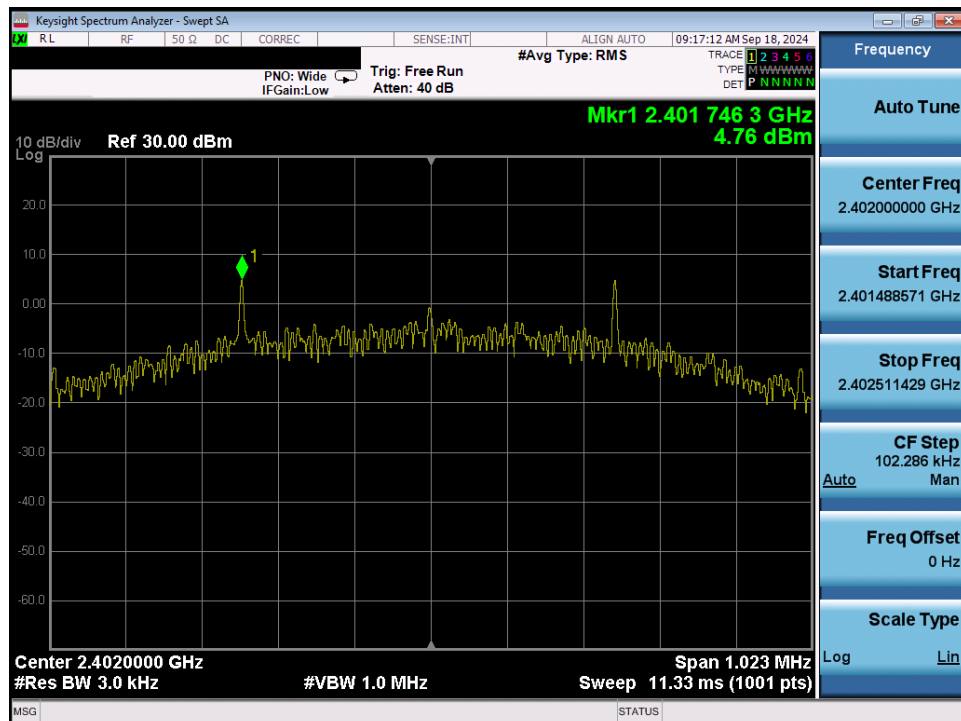 Keysight Spectrum Analyzer - Swept SA
LXI RL RF 50 Ω DC CORREC SENSE:INT ALIGN AUTO 09:17:12 AM Sep 18, 2024
#Avg Type: RMS
TRACE 1 2 3 4 5 6
PNO: Wide Trig: Free Run TYPE M WWWWW
IFGain:Low Atten: 40 dB DET P N N N N N
Mkr1 2.401 746 3 GHz
4.76 dBm
10 dB/div Ref 30.00 dBm
Log
20.0
1
10.0
0.00
-10.0
-20.0
-30.0
-40.0
-50.0
-60.0
Center 2.4020000 GHz Span 1.023 MHz
#Res BW 3.0 kHz #VBW 1.0 MHz Sweep 11.33 ms (1001 pts)
MSG STATUS
Frequency
Auto Tune
Center Freq
2.402000000 GHz
Start Freq
2.401488571 GHz
Stop Freq
2.402511429 GHz
CF Step
102.286 kHz
Auto Man
Freq Offset
0 Hz
Scale Type
Log Lin